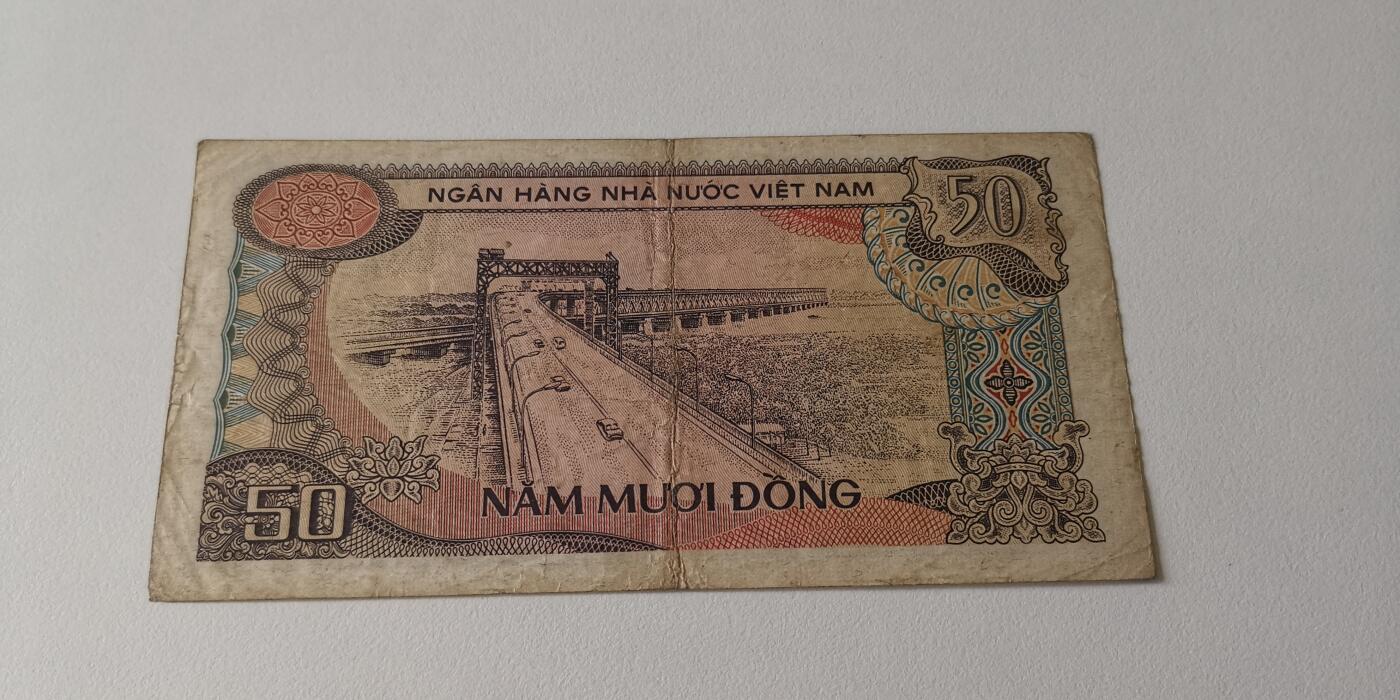 NGÂN HÀNG NHÀ NƯỚC VIỆT NAM
50
50
NĂM MƯƠI ĐỒNG